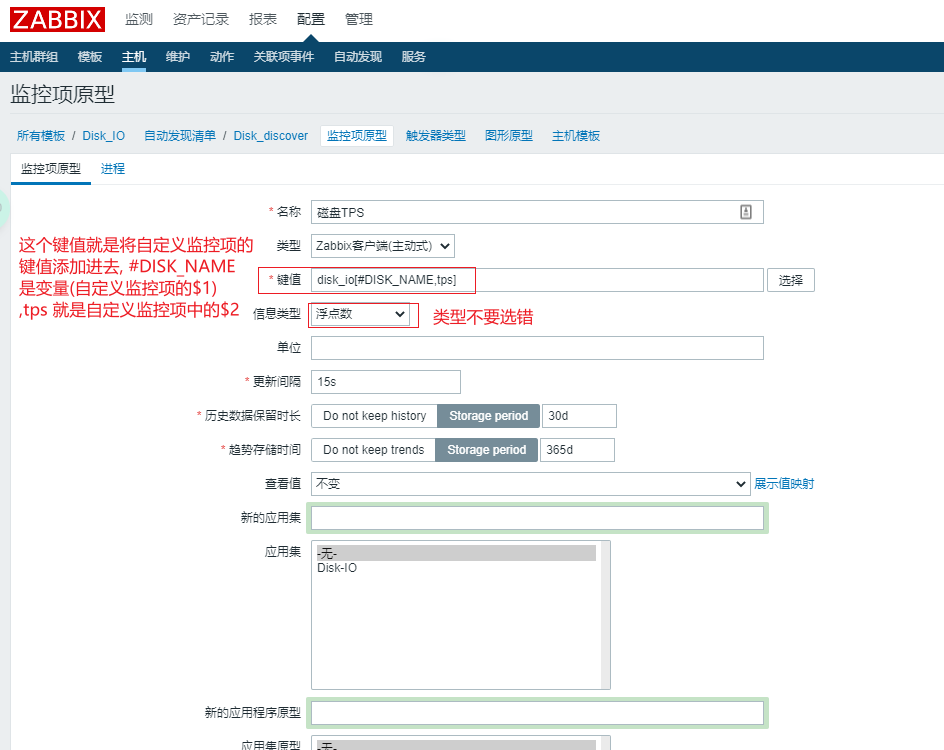 ZABBIX 监测 资产记录 报表 配置 管理
主机群组 模板 主机 维护 动作 关联项事件 自动发现 服务
监控项原型
所有模板 / Disk_IO 自动发现清单 / Disk_discover 监控项原型 触发器类型 图形原型 主机模板
监控项原型 进程
* 名称 磁盘TPS
类型 Zabbix客户端(主动式)
* 键值 disk_io[#DISK_NAME,tps] 选择
这个键值就是将自定义监控项的
键值添加进去, #DISK_NAME
是变量(自定义监控项的$1)
,tps 就是自定义监控项中的$2
信息类型 浮点数 类型不要选错
单位
* 更新间隔 15s
* 历史数据保留时长 Do not keep history Storage period 30d
* 趋势存储时间 Do not keep trends Storage period 365d
查看值 不变 展示值映射
新的应用集
应用集 -无-
Disk-IO
新的应用程序原型
应用集原型 -无-